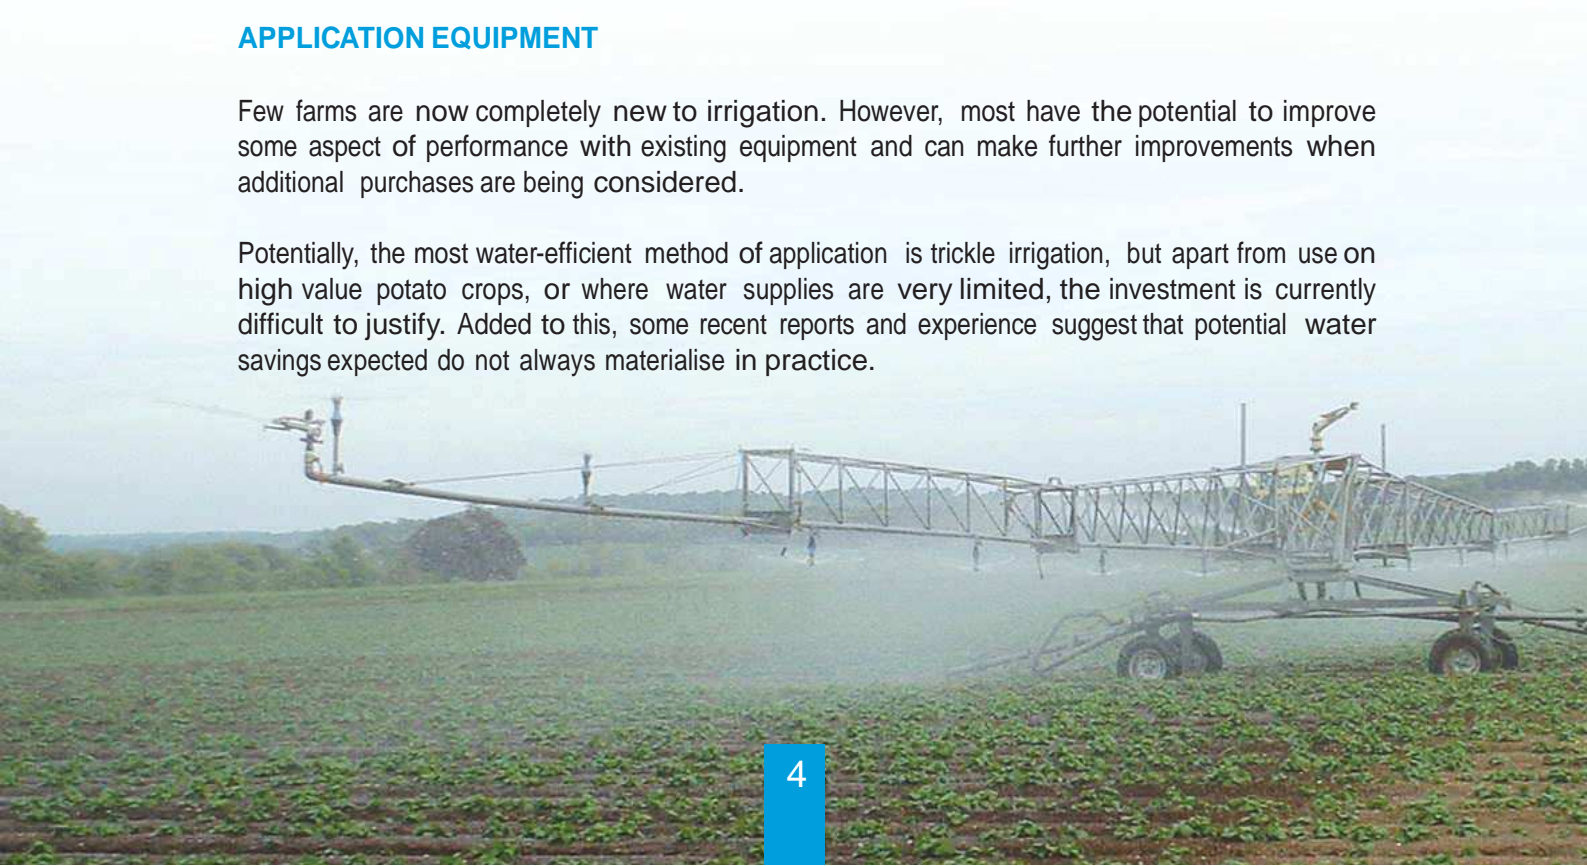 APPLICATION EQUIPMENT
Few farms are now completely new to irrigation. However, most have the potential to improve
some aspect of performance with existing equipment and can make further improvements when
additional purchases are being considered.
Potentially, the most water-efficient method of application is trickle irrigation, but apart from use on
high value potato crops, or where water supplies are very limited, the investment is currently
difficult to justify. Added to this, some recent reports and experience suggest that potential water
savings expected do not always materialise in practice.
4